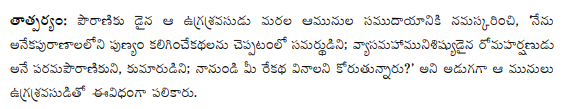 తాత్పర్యం: పౌరాణికు డైన ఆ ఉగ్రశ్రవసుడు మరల ఆమునుల సముదాయానికి నమస్కరించి, 'నేను
అనేకపురాణాలలోని పుణ్యం కలిగించేకథలను చెప్పటంలో సమర్థుడిని; వ్యాసమహామునిశిష్యుడైన రోమహర్షణుడు
అనే పరమపౌరాణికుని, కుమారుడిని; నానుండి మీ రేకథ వినాలని కోరుతున్నారు?' అని అడుగగా ఆ మునులు
ఉగ్రశ్రవసుడితో ఈవిధంగా పలికారు.